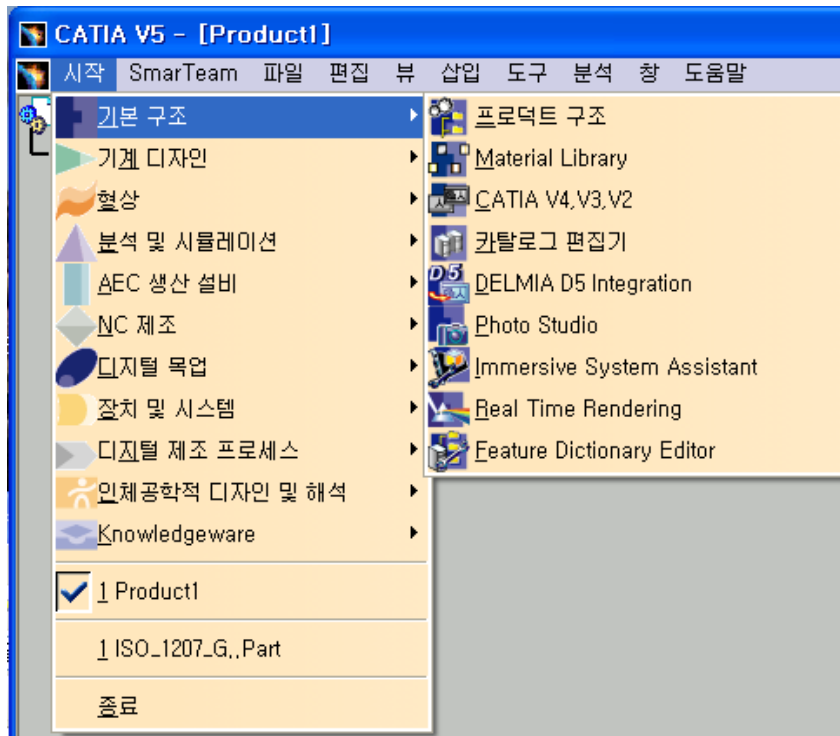 CATIA V5 - [Product1]
시작 SmarTeam 파일 편집 뷰 삽입 도구 분석 창 도움말
기본 구조
기계 디자인
형상
분석 및 시뮬레이션
AEC 생산 설비
NC 제조
디지털 목업
장치 및 시스템
디지털 제조 프로세스
인체공학적 디자인 및 해석
Knowledgeware
1 Product1
1 ISO_1207_G,,Part
종료
프로덕트 구조
Material Library
CATIA V4,V3,V2
카탈로그 편집기
DELMIA D5 Integration
Photo Studio
Immersive System Assistant
Real Time Rendering
Feature Dictionary Editor